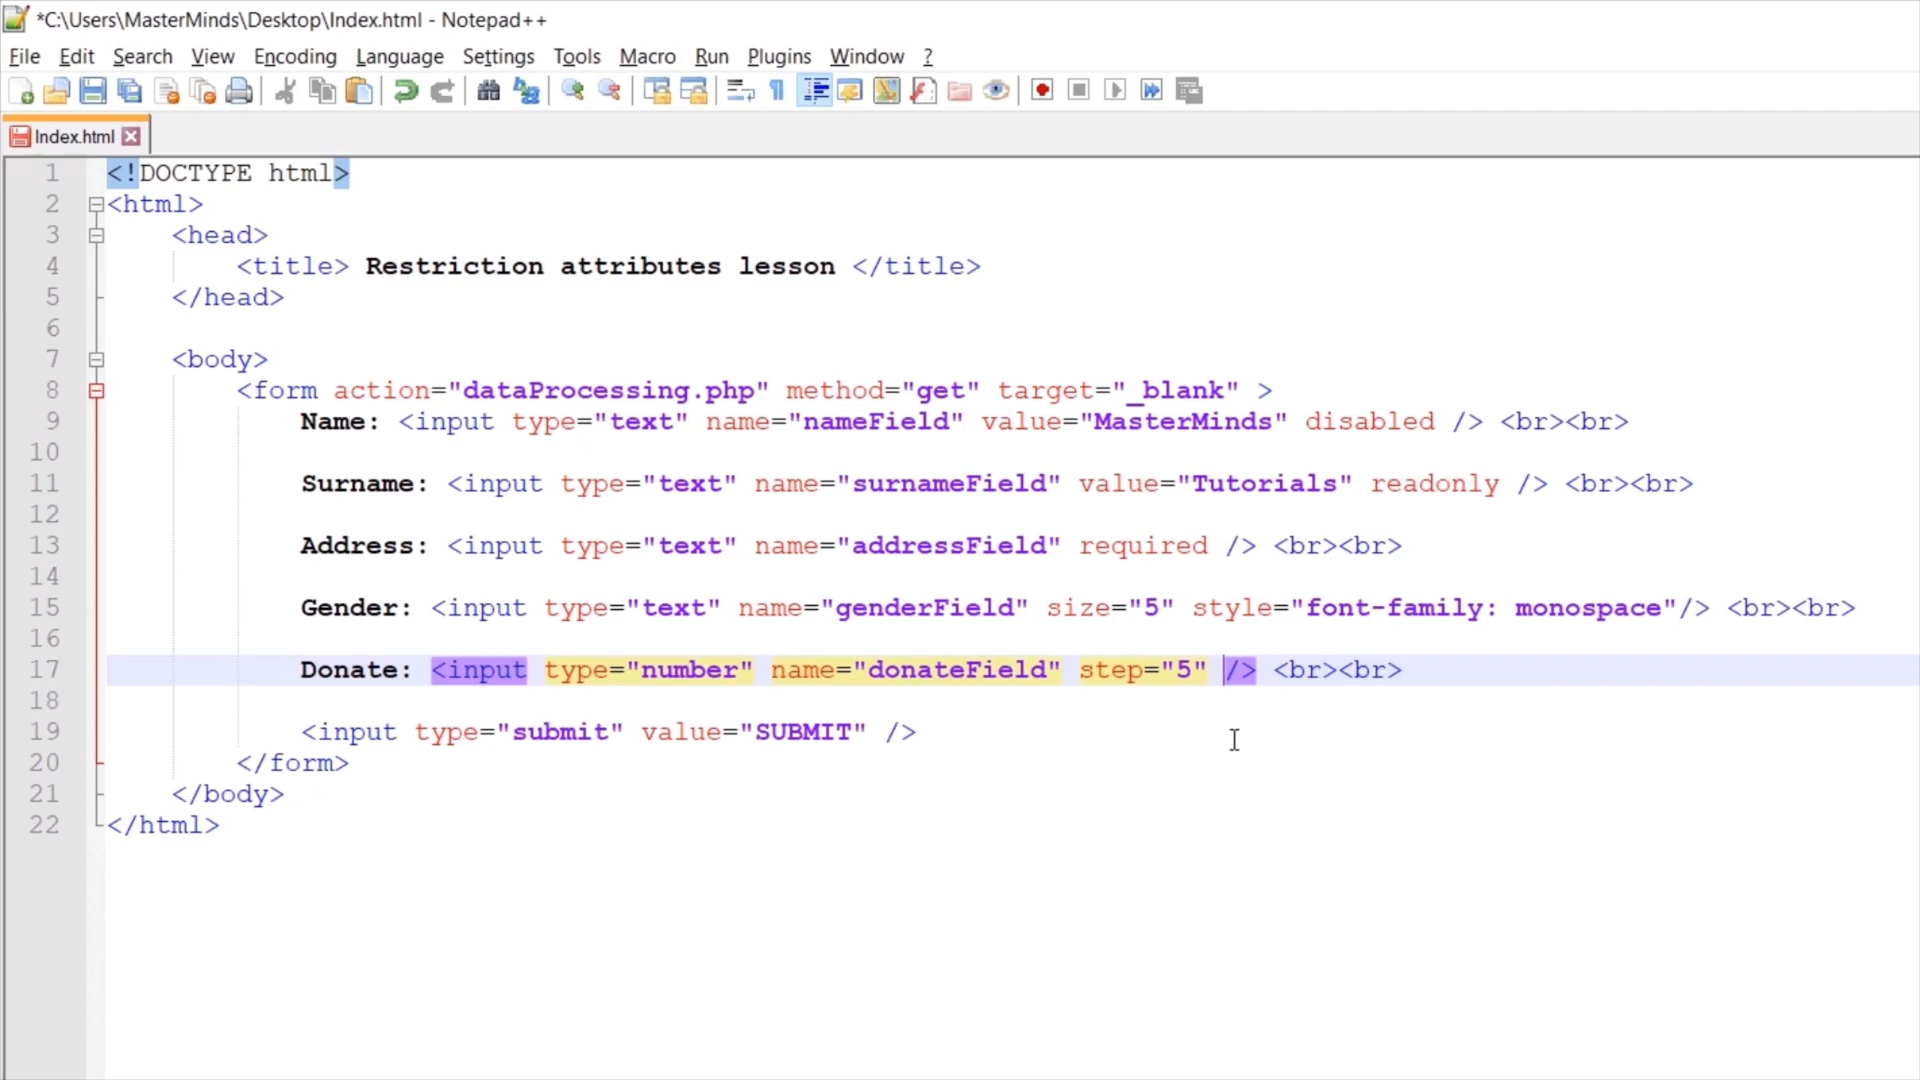 *C:\Users\MasterMinds\Desktop\Index.html - Notepad++
File Edit Search View Encoding Language Settings Tools Macro Run Plugins Window ?
Index.html
1 <!DOCTYPE html>
2 <html>
3 <head>
4 <title> Restriction attributes lesson </title>
5 </head>
6
7 <body>
8 <form action="dataProcessing.php" method="get" target="_blank" >
9 Name: <input type="text" name="nameField" value="MasterMinds" disabled /> <br><br>
10
11 Surname: <input type="text" name="surnameField" value="Tutorials" readonly /> <br><br>
12
13 Address: <input type="text" name="addressField" required /> <br><br>
14
15 Gender: <input type="text" name="genderField" size="5" style="font-family: monospace"/> <br><br>
16
17 Donate: <input type="number" name="donateField" step="5" /> <br><br>
18
19 <input type="submit" value="SUBMIT" />
20 </form>
21 </body>
22 </html>